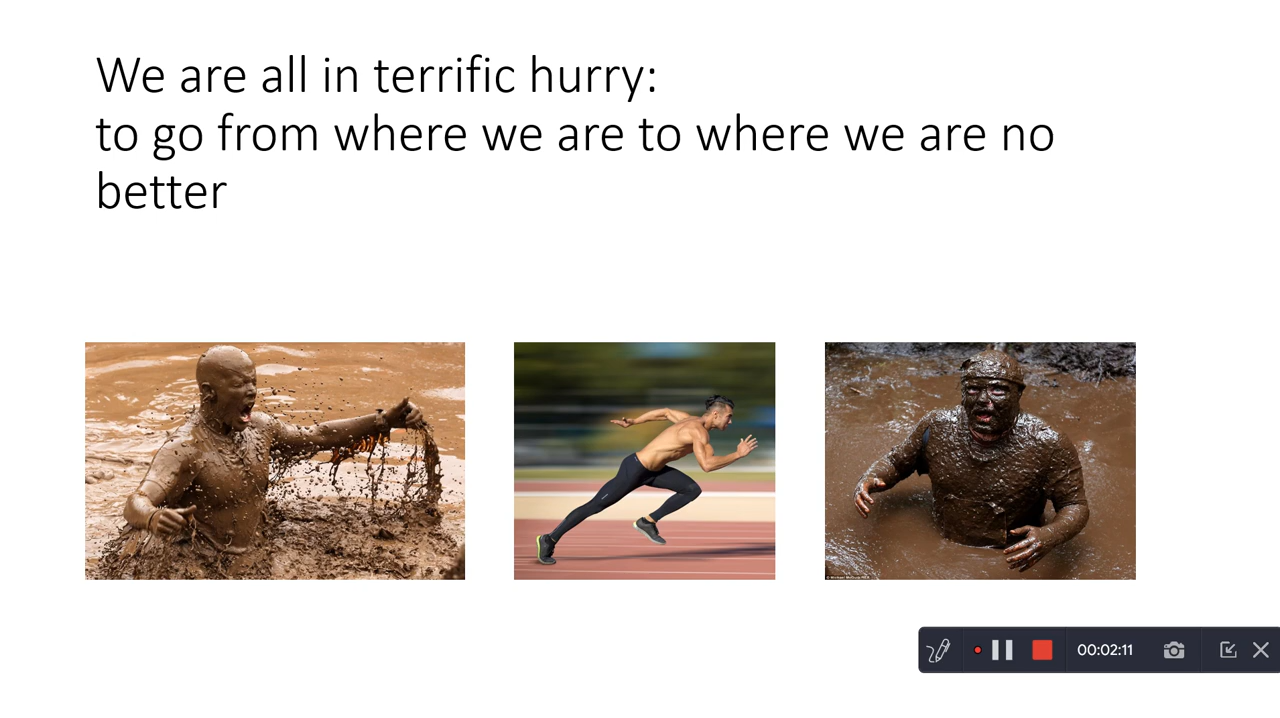 We are all in terrific hurry:
to go from where we are to where we are no
better
00:02:11